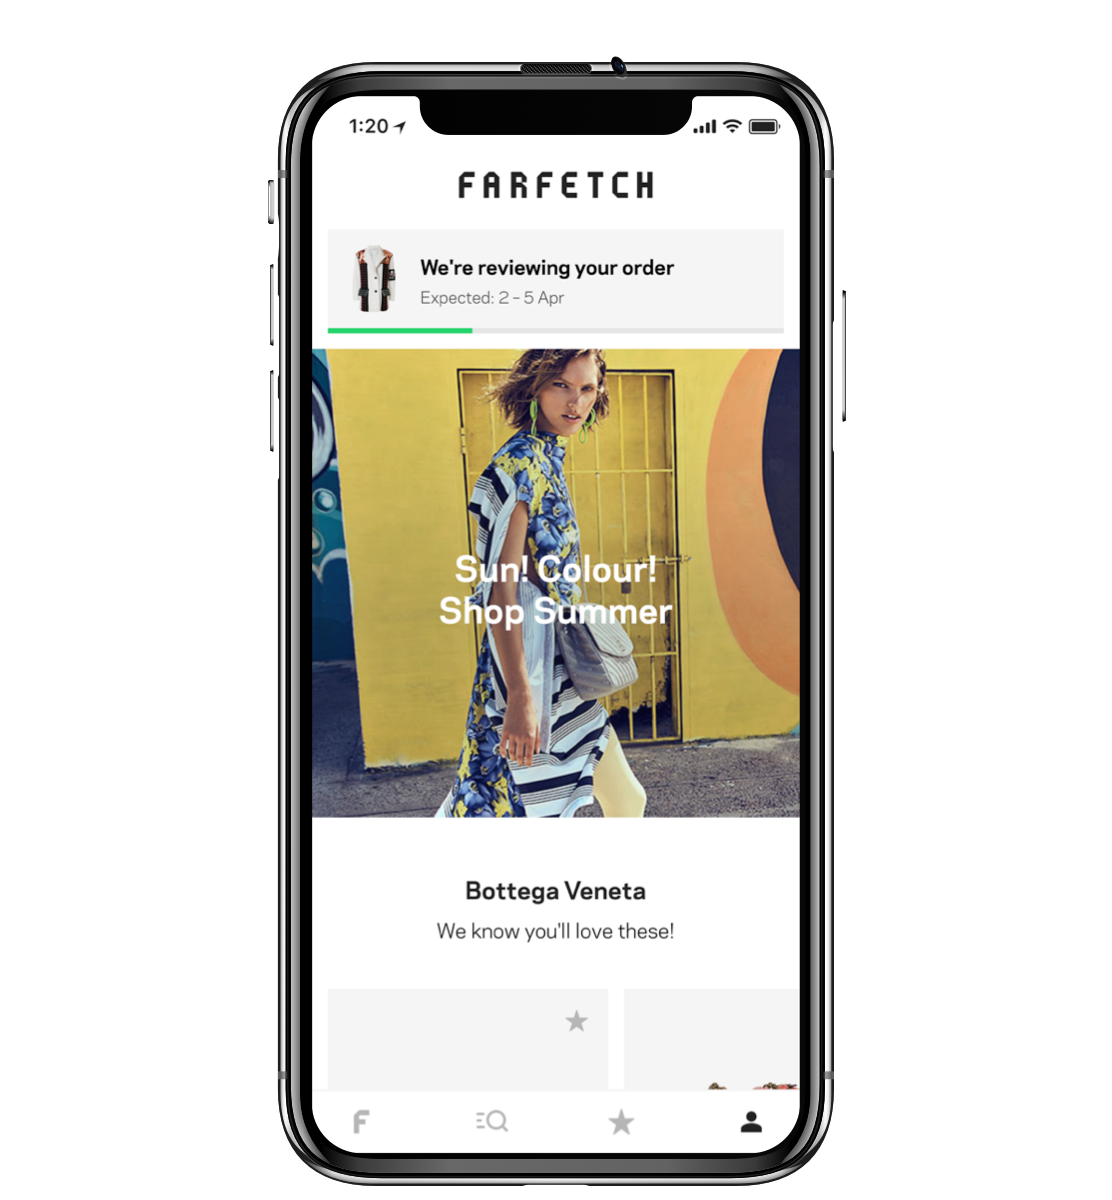 1:20
FARFETCH
We're reviewing your order
Expected: 2 - 5 Apr
Sun! Colour!
Shop Summer
Bottega Veneta
We know you'll love these!
F